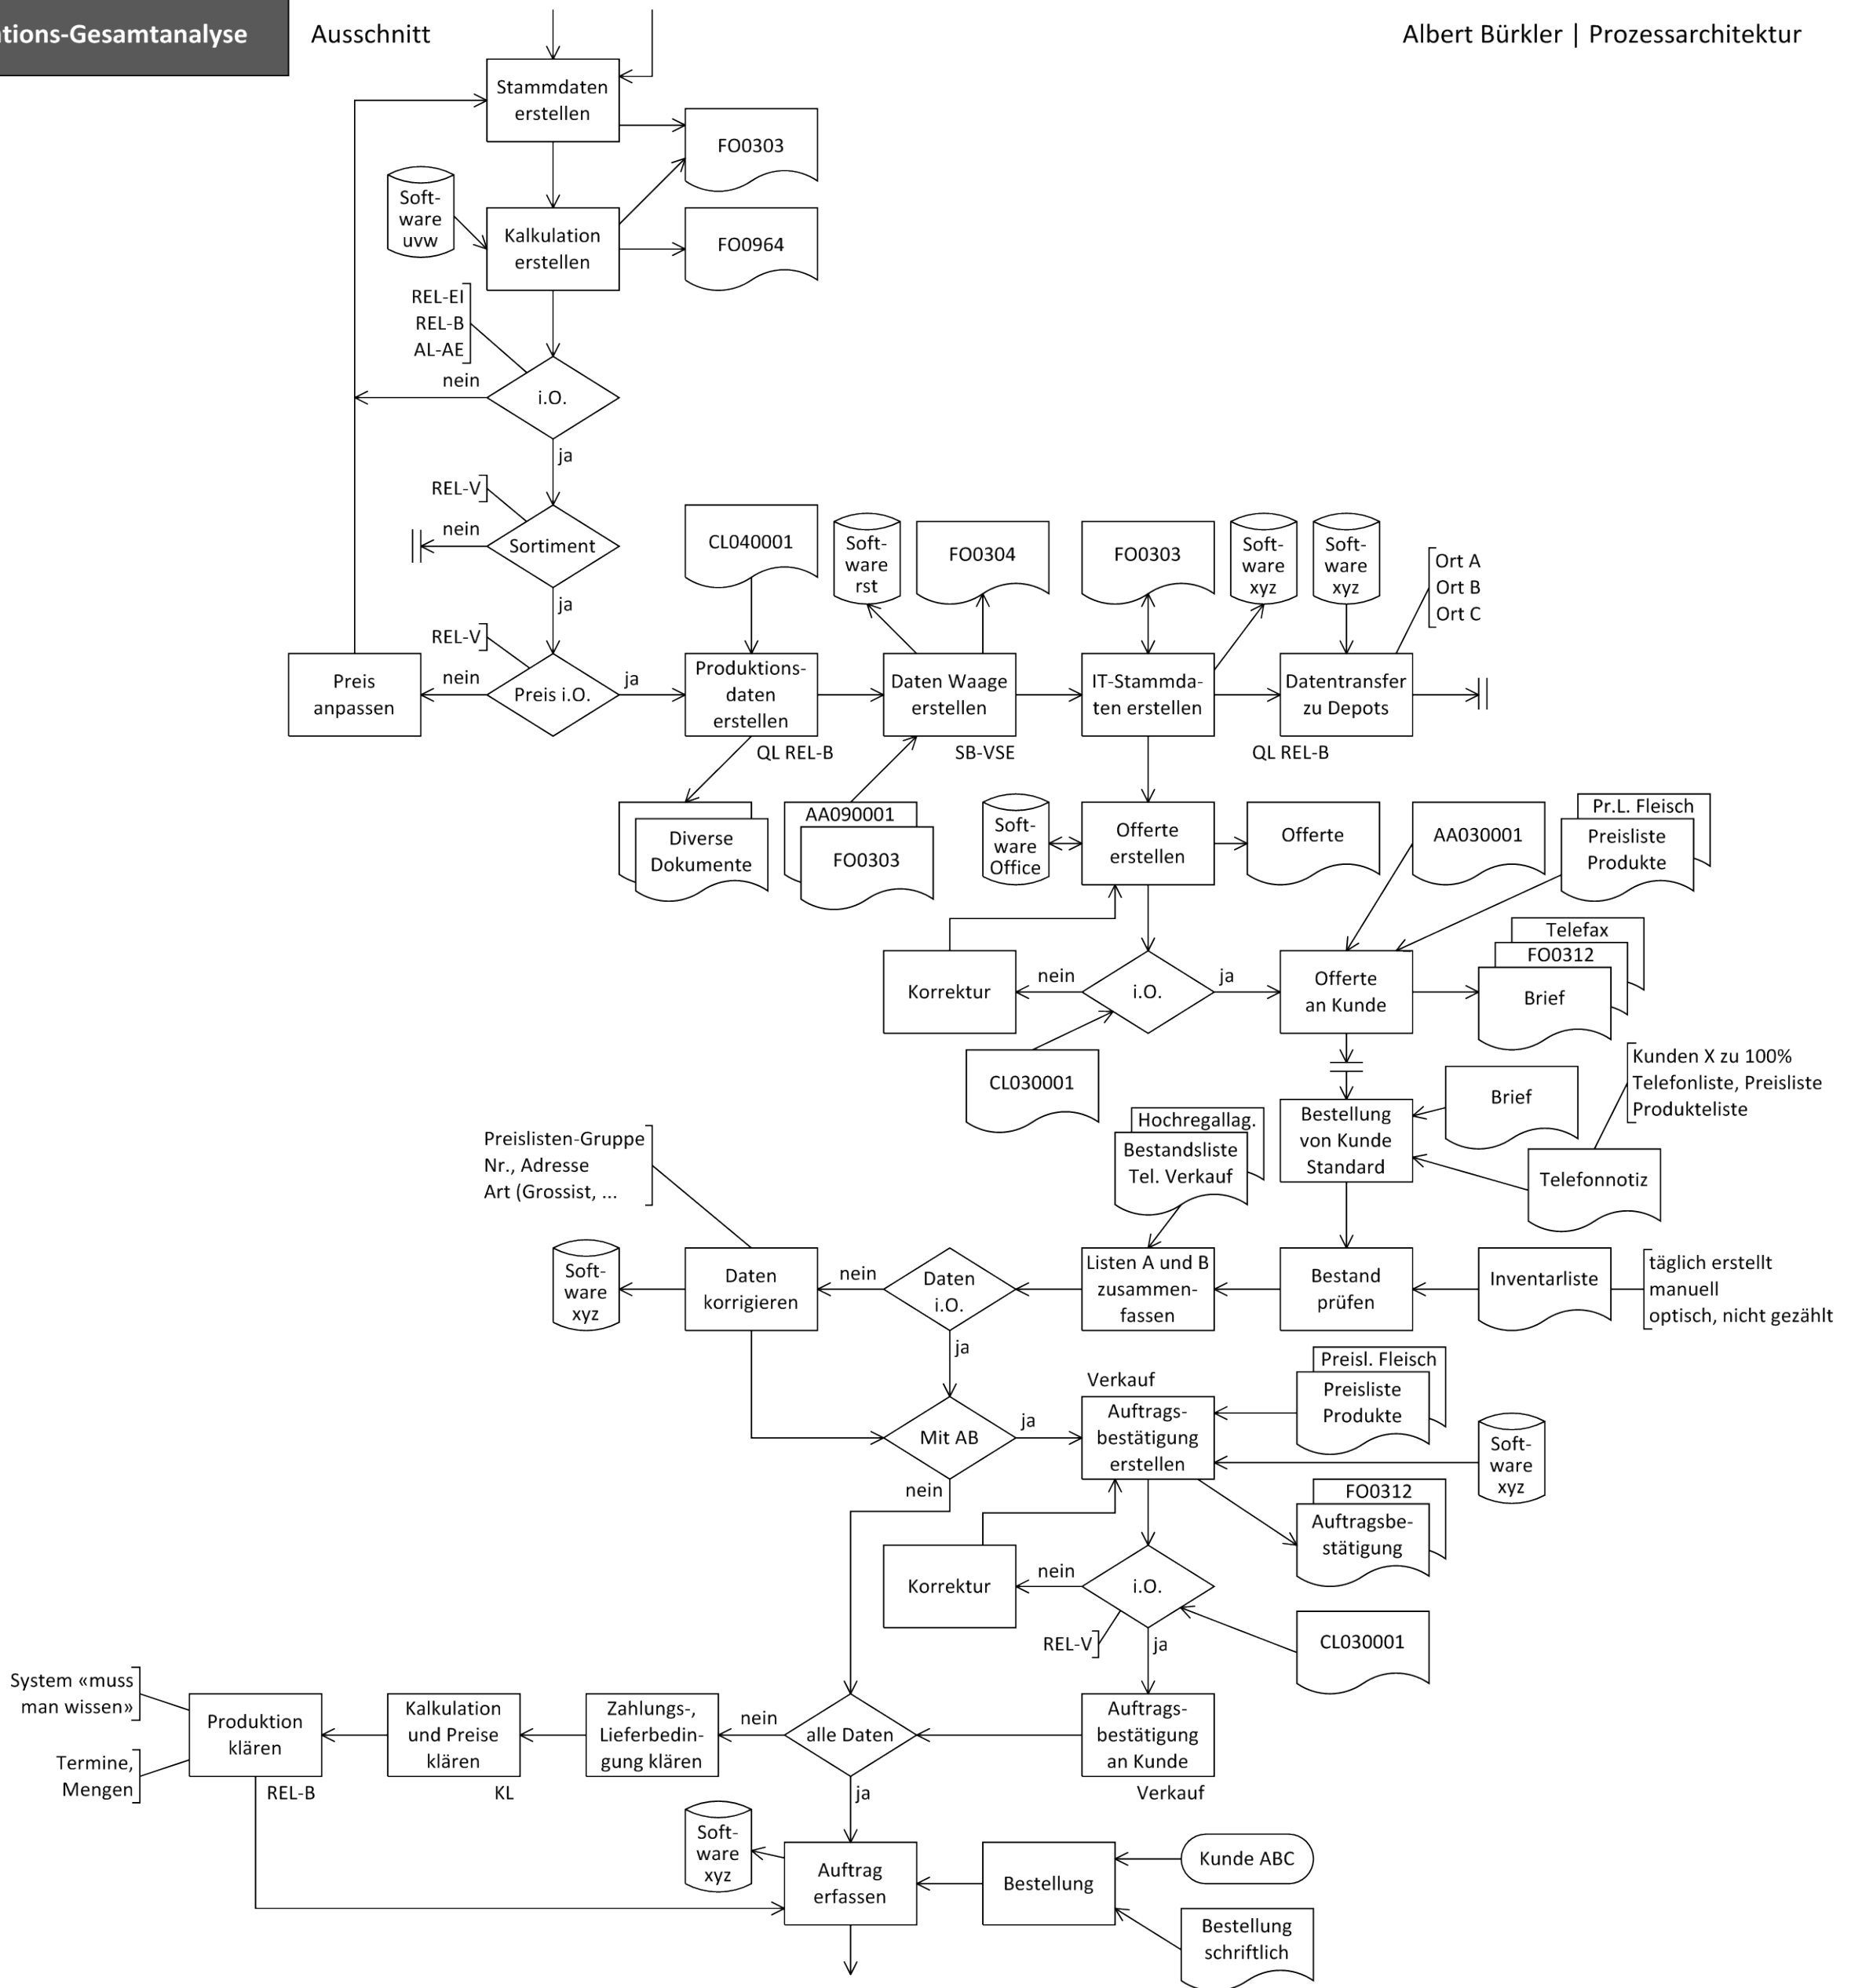 tions-Gesamtanalyse
Ausschnitt
Albert Bürkler | Prozessarchitektur
Stammdaten
erstellen
FO0303
Soft-
ware
uvw
Kalkulation
erstellen
FO0964
REL-EI
REL-B
AL-AE
nein
i.O.
ja
REL-V
nein
Sortiment
ja
CL040001
Soft-
ware
rst
FO0304
FO0303
Soft-
ware
xyz
Soft-
ware
xyz
Ort A
Ort B
Ort C
REL-V
Preis
anpassen
nein
Preis i.O.
ja
Produktions-
daten
erstellen
Daten Waage
erstellen
IT-Stammda-
ten erstellen
Datentransfer
zu Depots
QL REL-B
SB-VSE
QL REL-B
Diverse
Dokumente
AA090001
FO0303
Soft-
ware
Office
Offerte
erstellen
Offerte
AA030001
Pr.L. Fleisch
Preisliste
Produkte
Korrektur
nein
i.O.
ja
Offerte
an Kunde
Telefax
FO0312
Brief
CL030001
Kunden X zu 100%
Telefonliste, Preisliste
Produkteliste
Brief
Bestellung
von Kunde
Standard
Telefonnotiz
Hochregallag.
Bestandsliste
Tel. Verkauf
Preislisten-Gruppe
Nr., Adresse
Art (Grossist, ...
Soft-
ware
xyz
Daten
korrigieren
nein
Daten
i.O.
ja
Listen A und B
zusammen-
fassen
Bestand
prüfen
Inventarliste
täglich erstellt
manuell
optisch, nicht gezählt
Verkauf
Preisl. Fleisch
Preisliste
Produkte
Mit AB
ja
nein
Auftrags-
bestätigung
erstellen
Soft-
ware
xyz
FO0312
Auftragsbe-
stätigung
Korrektur
nein
i.O.
REL-V
ja
CL030001
System «muss
man wissen»
Termine,
Mengen
Produktion
klären
REL-B
Kalkulation
und Preise
klären
KL
Zahlungs-,
Lieferbedin-
gung klären
nein
alle Daten
ja
Auftrags-
bestätigung
an Kunde
Verkauf
Soft-
ware
xyz
Auftrag
erfassen
Bestellung
Kunde ABC
Bestellung
schriftlich